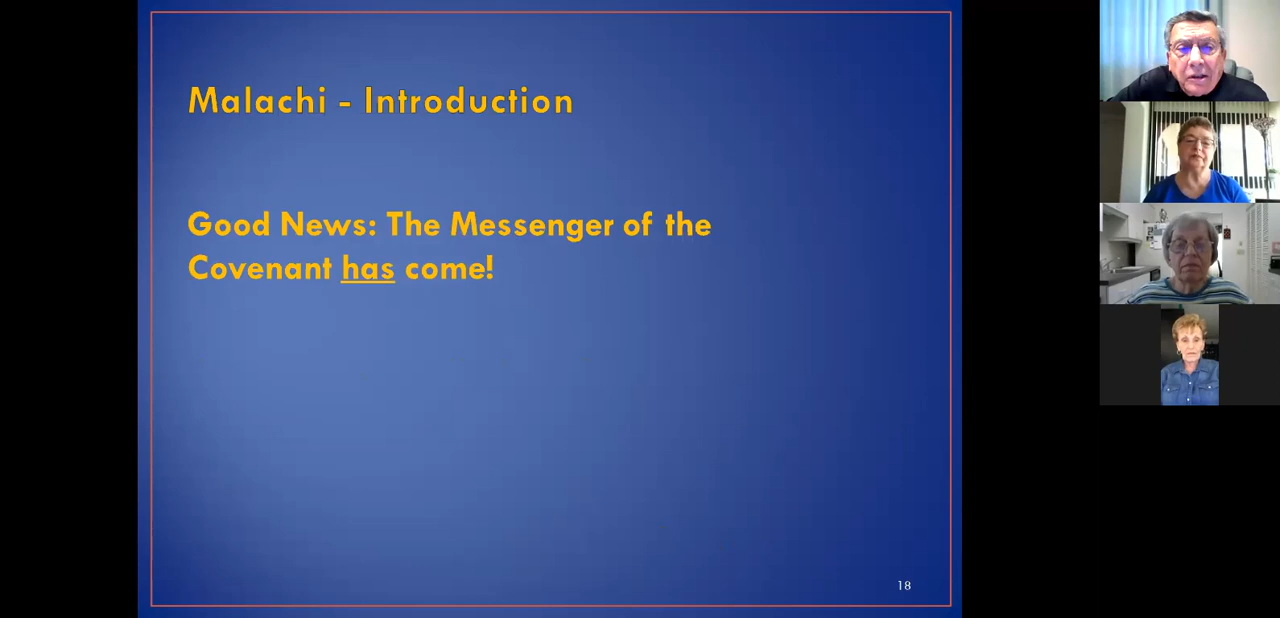 Malachi - Introduction
Good News: The Messenger of the
Covenant has come!
18